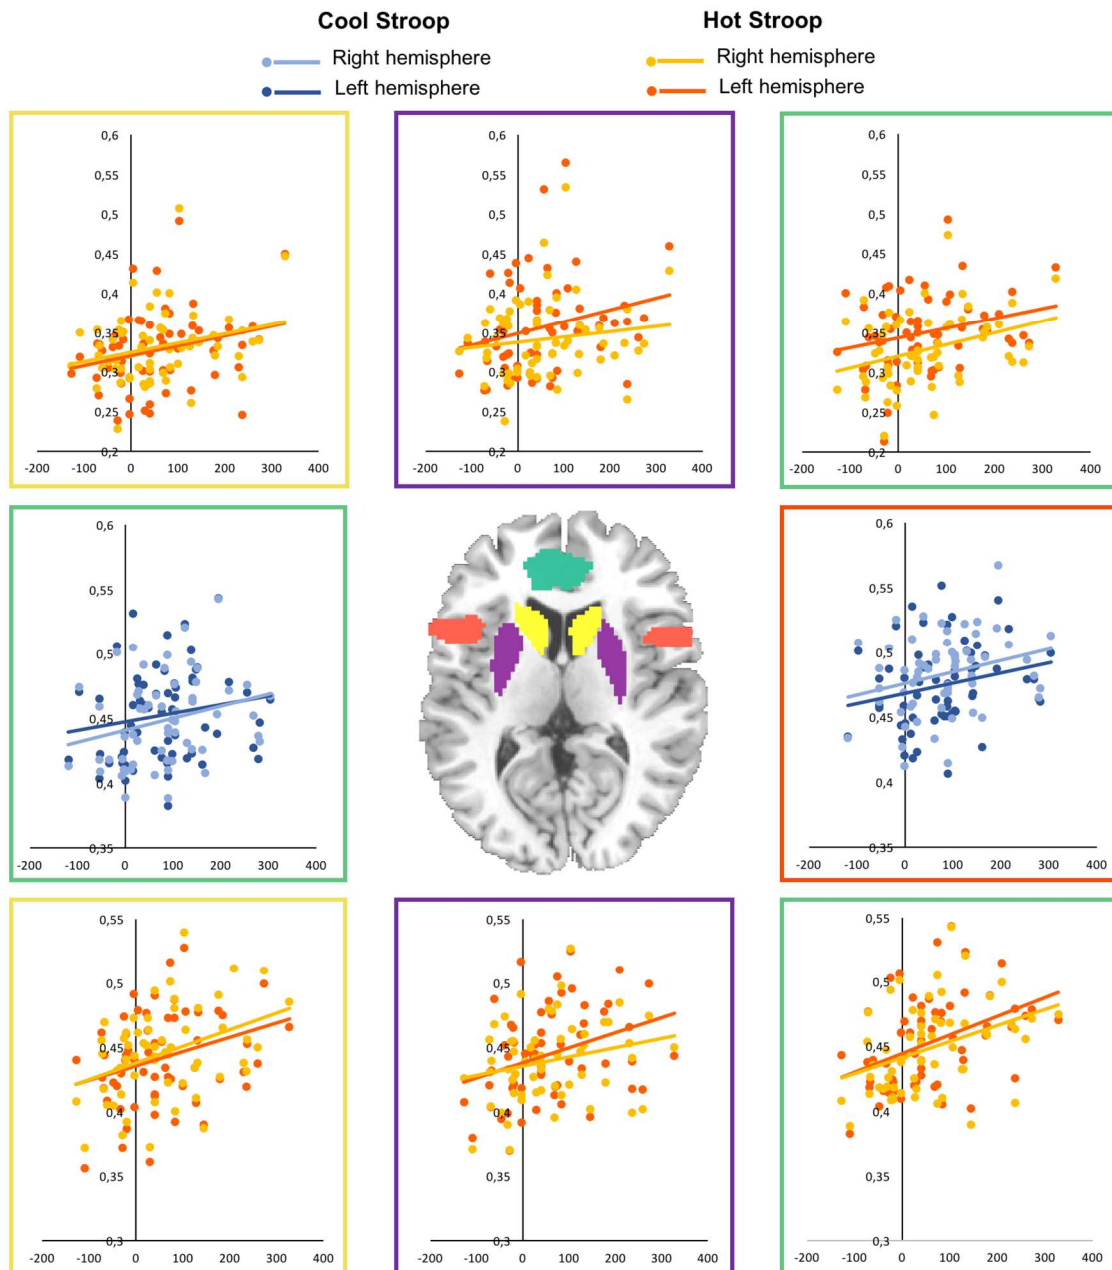 Cool Stroop Hot Stroop
Right hemisphere Right hemisphere
Left hemisphere Left hemisphere
0,6 0,6 0,6
0,55 0,55 0,55
0,5 0,5 0,5
0,45 0,45 0,45
0,4 0,4 0,4
0,35 0,35 0,35
0,3 0,3 0,3
0,25 0,25 0,25
0,2 0,2 0,2
-200 -100 0 100 200 300 400 -200 -100 0 100 200 300 400 -200 -100 0 100 200 300 400
0,6 0,6
0,55 0,55
0,5 0,5
0,45 0,45
0,4 0,4
0,35 0,35
-200 -100 0 100 200 300 400 -200 -100 0 100 200 300 400
0,55 0,55 0,55
0,5 0,5 0,5
0,45 0,45 0,45
0,4 0,4 0,4
0,35 0,35 0,35
0,3 0,3 0,3
-200 -100 0 100 200 300 400 -200 -100 0 100 200 300 400 -200 -100 0 100 200 300 400